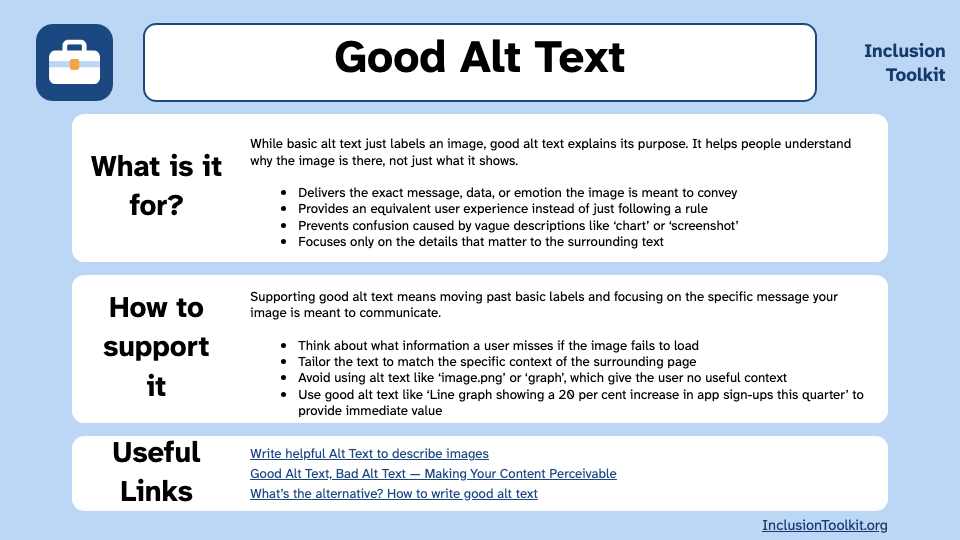 Good Alt Text
Inclusion
Toolkit
What is it
for?
While basic alt text just labels an image, good alt text explains its purpose. It helps people understand
why the image is there, not just what it shows.
• Delivers the exact message, data, or emotion the image is meant to convey
• Provides an equivalent user experience instead of just following a rule
• Prevents confusion caused by vague descriptions like ‘chart’ or ‘screenshot’
• Focuses only on the details that matter to the surrounding text
How to
support
it
Supporting good alt text means moving past basic labels and focusing on the specific message your
image is meant to communicate.
• Think about what information a user misses if the image fails to load
• Tailor the text to match the specific context of the surrounding page
• Avoid using alt text like ‘image.png’ or ‘graph’, which give the user no useful context
• Use good alt text like ‘Line graph showing a 20 per cent increase in app sign-ups this quarter’ to
provide immediate value
Useful
Links
Write helpful Alt Text to describe images
Good Alt Text, Bad Alt Text — Making Your Content Perceivable
What’s the alternative? How to write good alt text
InclusionToolkit.org